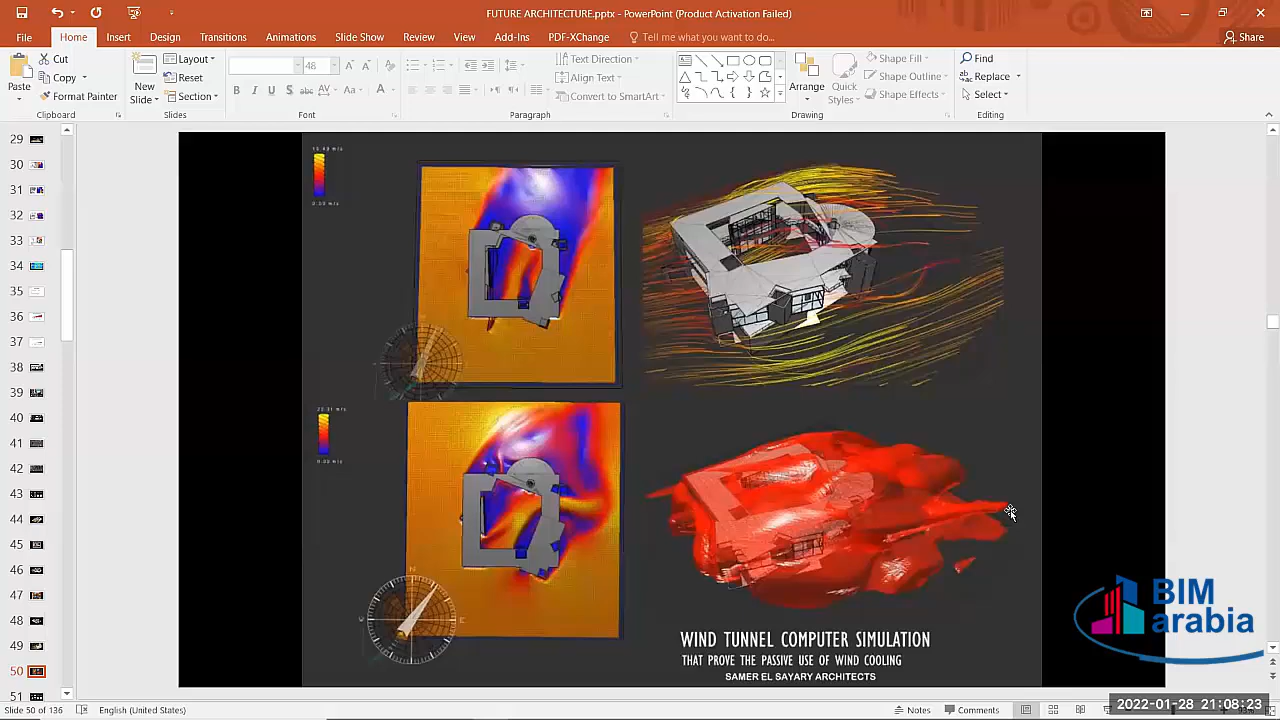 FUTURE ARCHITECTURE.pptx - PowerPoint (Product Activation Failed)
File Home Insert Design Transitions Animations Slide Show Review View Add-Ins PDF-XChange Tell me what you want to do... Share
Paste
Cut
Copy
Format Painter
Clipboard
New Slide
Layout
Reset
Section
Slides
48
Font
Text Direction
Align Text
Convert to SmartArt
Paragraph
Arrange
Quick Styles
Shape Fill
Shape Outline
Shape Effects
Drawing
Find
Replace
Select
Editing
29
30
31
32
33
34
35
36
37
38
39
40
41
42
43
44
45
46
47
48
49
50
51
N
WIND TUNNEL COMPUTER SIMULATION
THAT PROVE THE PASSIVE USE OF WIND COOLING
SAMER EL SAYARY ARCHITECTS
BIM
arabia
2022-01-28 21:08:23
Slide 50 of 136 English (United States) Notes Comments